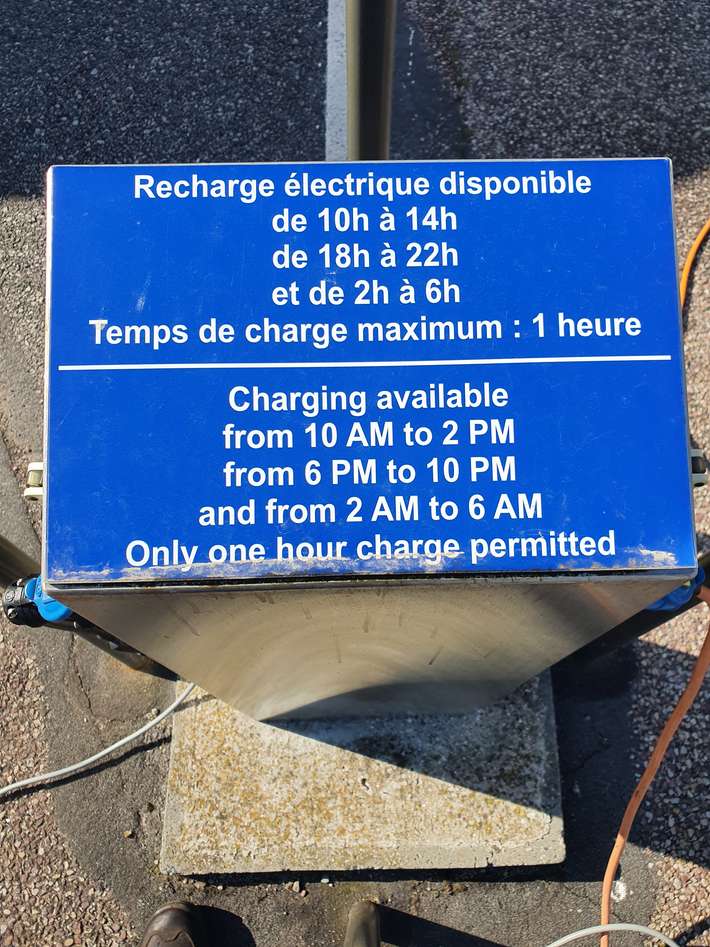 Recharge électrique disponible
de 10h à 14h
de 18h à 22h
et de 2h à 6h
Temps de charge maximum : 1 heure
Charging available
from 10 AM to 2 PM
from 6 PM to 10 PM
and from 2 AM to 6 AM
Only one hour charge permitted